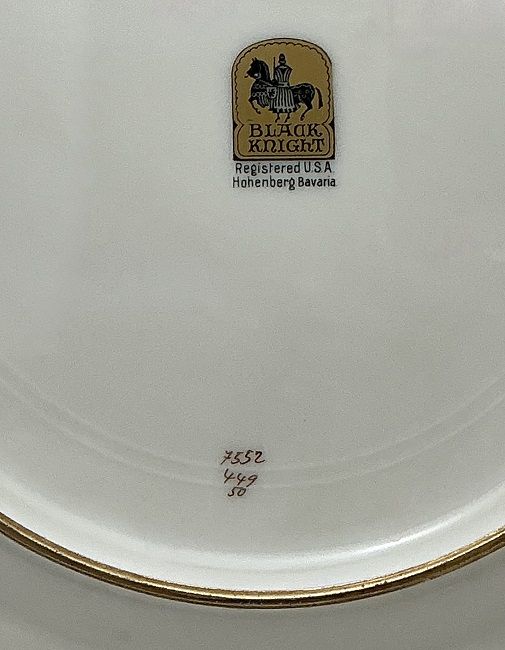 BLACK
KNIGHT
Registered U.S.A.
Hohenberg Bavaria
7552
449
50